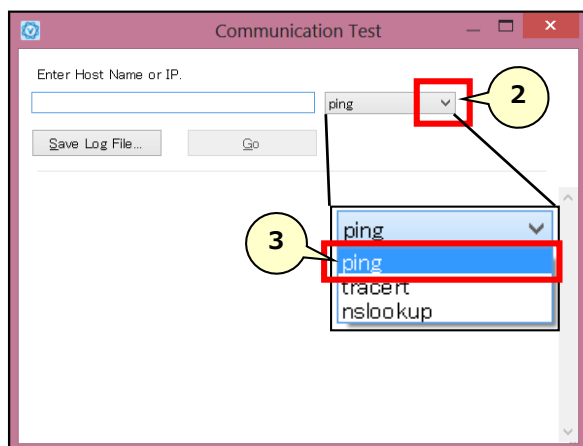 Communication Test
Enter Host Name or IP.
ping
2
Save Log File...
Go
ping
3
ping
tracert
nslookup